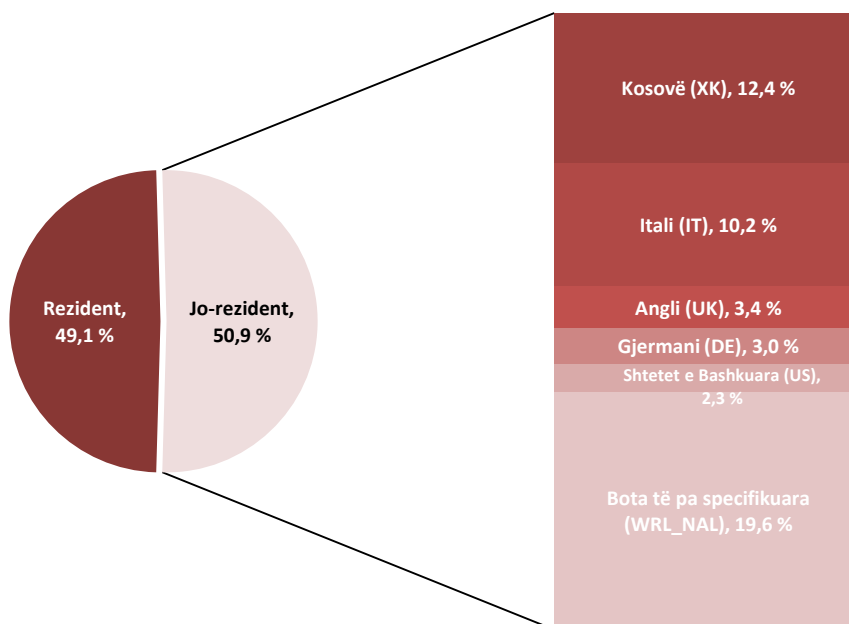 Rezident,
49,1 %
Jo-rezident,
50,9 %
Kosovë (XK), 12,4 %
Itali (IT), 10,2 %
Angli (UK), 3,4 %
Gjermani (DE), 3,0 %
Shtetet e Bashkuara (US),
2,3 %
Bota të pa specifikuara
(WRL_NAL), 19,6 %